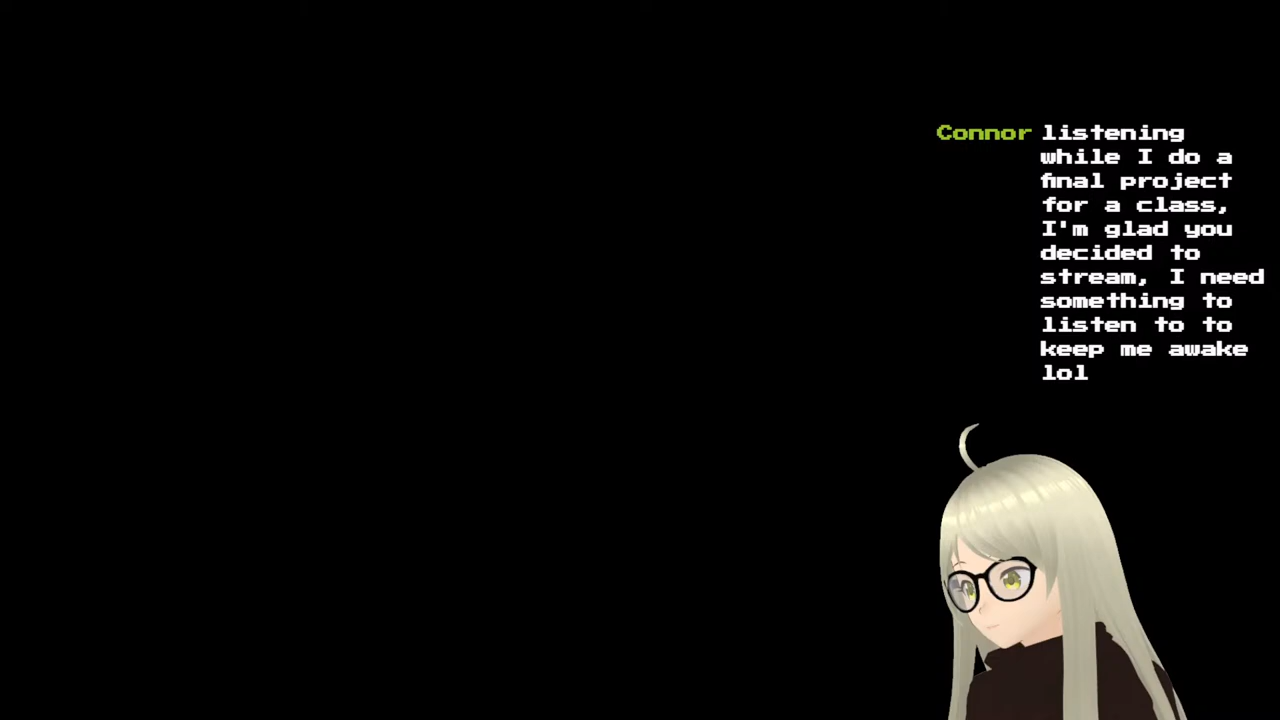 Connor listening
while I do a
final project
for a class,
I'm glad you
decided to
stream, I need
something to
listen to to
keep me awake
lol